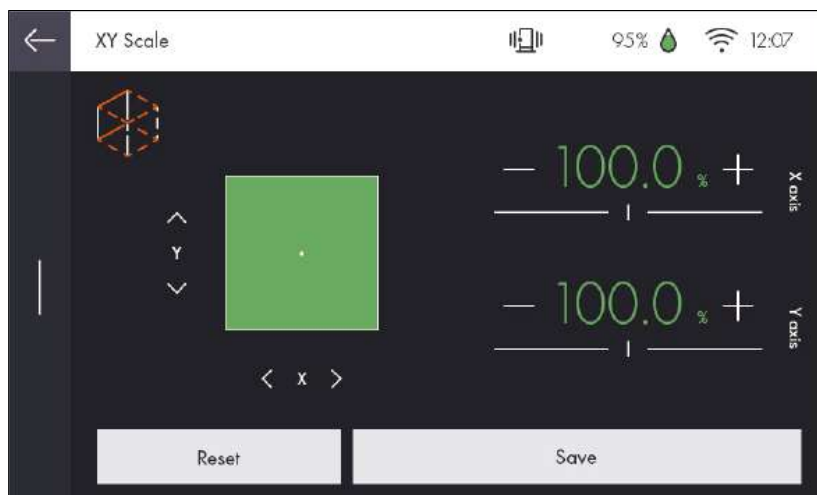 XY Scale 95% 12:07
100.0 %
X axis
Y
100.0 %
Y axis
X
Reset Save